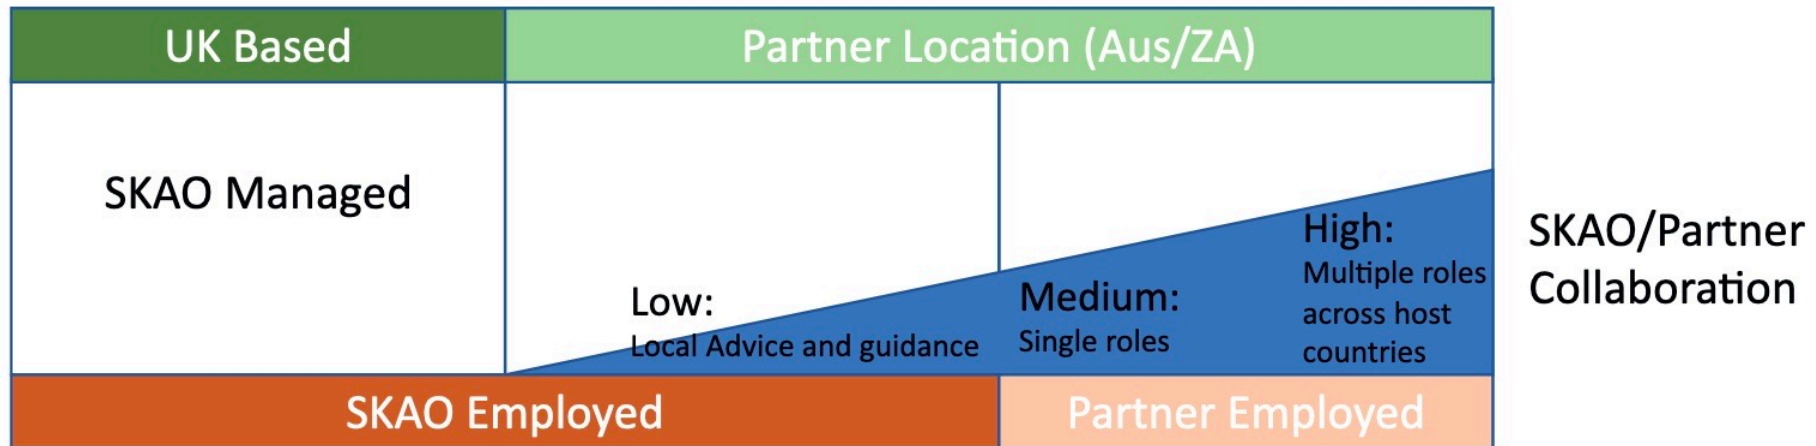 UK Based
Partner Location (Aus/ZA)
SKAO Managed
Low:
Local Advice and guidance
Medium:
Single roles
High:
Multiple roles
across host
countries
SKAO/Partner
Collaboration
SKAO Employed
Partner Employed